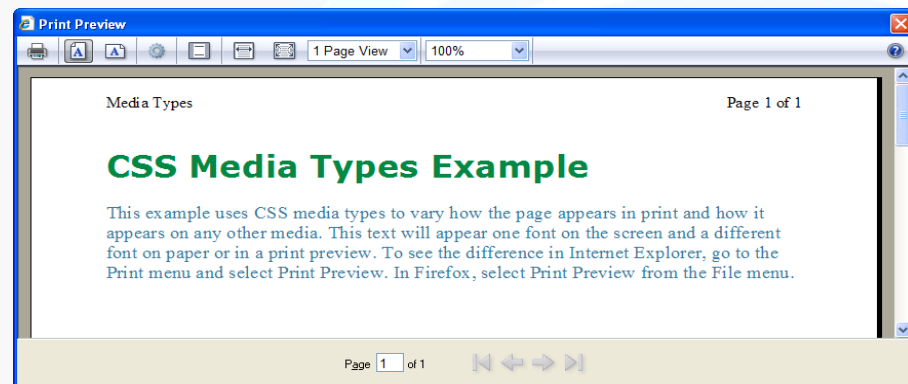 Print Preview
1 Page View 100%
Media Types Page 1 of 1
CSS Media Types Example
This example uses CSS media types to vary how the page appears in print and how it
appears on any other media. This text will appear one font on the screen and a different
font on paper or in a print preview. To see the difference in Internet Explorer, go to the
Print menu and select Print Preview. In Firefox, select Print Preview from the File menu.
Page 1 of 1